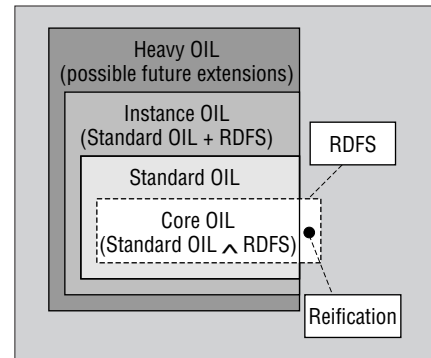 Heavy OIL
(possible future extensions)
Instance OIL
(Standard OIL + RDFS)
RDFS
Standard OIL
Core OIL
(Standard OIL ∧ RDFS)
Reification